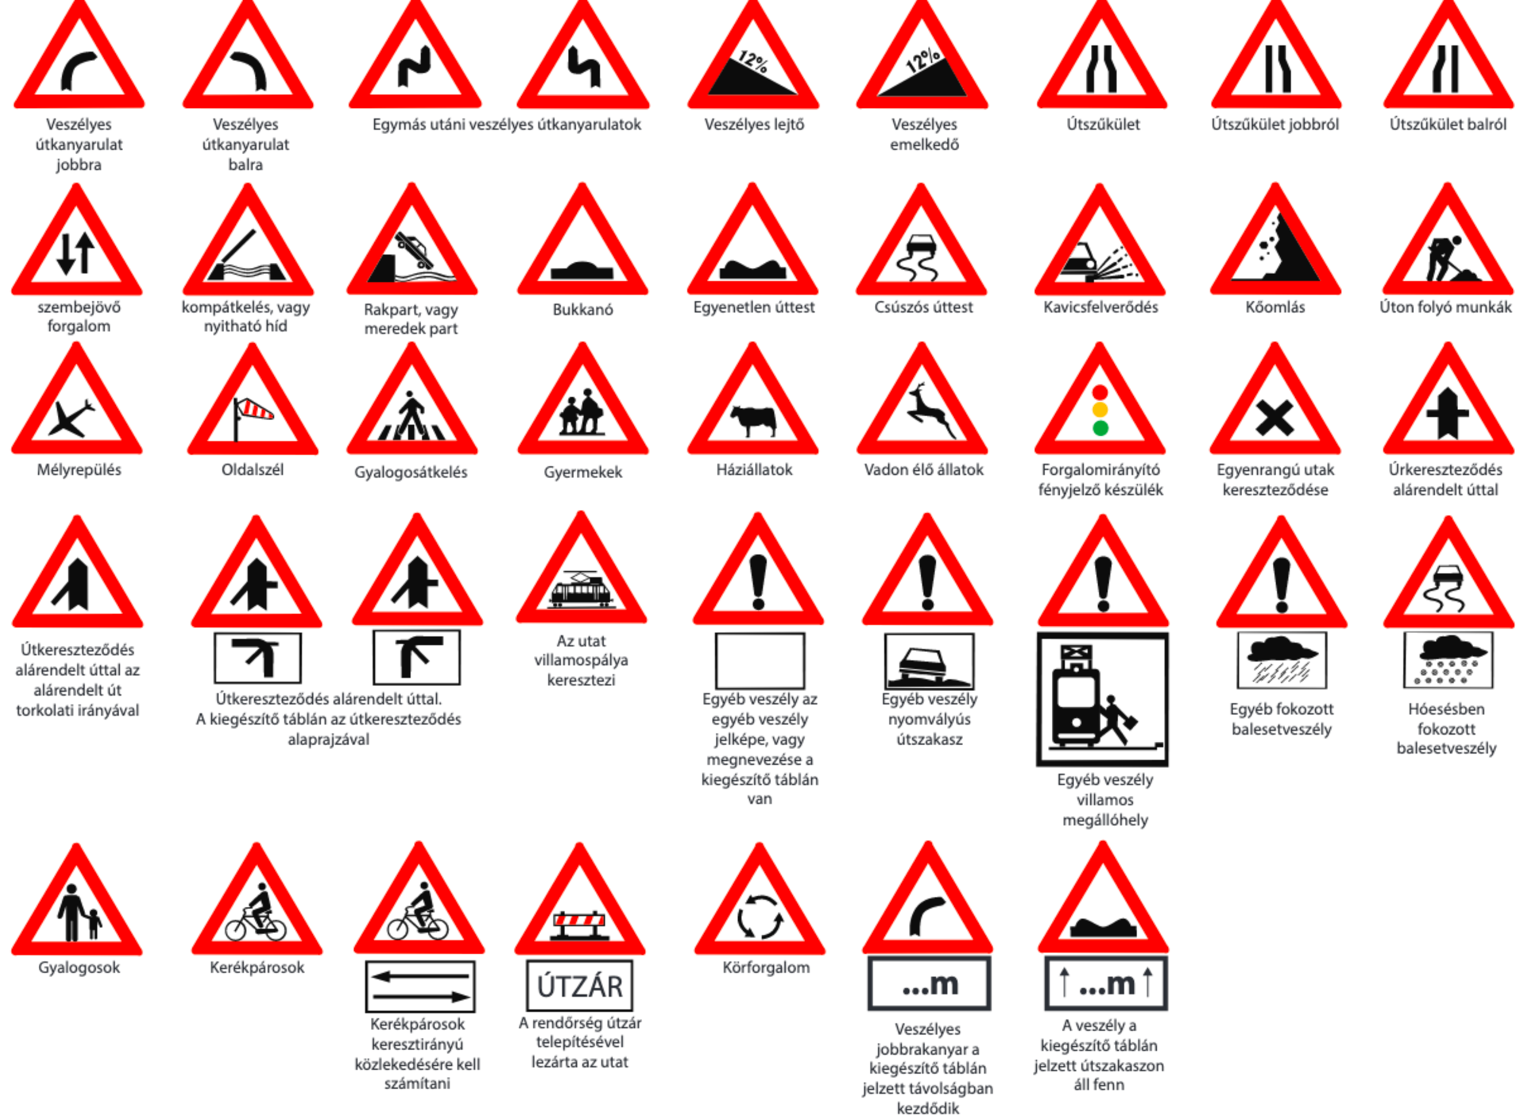 Veszélyes
útkanyarulat
jobbra
Veszélyes
útkanyarulat
balra
Egymás utáni veszélyes útkanyarulatok
12%
Veszélyes lejtő
12%
Veszélyes
emelkedő
Útszűkület
Útszűkület jobbról
Útszűkület balról
szembejövő
forgalom
kompátkelés, vagy
nyitható híd
Rakpart, vagy
meredek part
Bukkanó
Egyenetlen úttest
Csúszós úttest
Kavicsfelverődés
Kőomlás
Úton folyó munkák
Mélyrepülés
Oldalszél
Gyalogosátkelés
Gyermekek
Háziállatok
Vadon élő állatok
Forgalomirányító
fényjelző készülék
Egyenrangú utak
kereszteződése
Úrkereszteződés
alárendelt úttal
Útkereszteződés
alárendelt úttal az
alárendelt út
torkolati irányával
Útkereszteződés alárendelt úttal.
A kiegészítő táblán az útkereszteződés
alaprajzával
Az utat
villamospálya
keresztezi
Egyéb veszély az
egyéb veszély
jelképe, vagy
megnevezése a
kiegészítő táblán
van
Egyéb veszély
nyomvályús
útszakasz
Egyéb veszély
villamos
megállóhely
Egyéb fokozott
balesetveszély
Hóesésben
fokozott
balesetveszély
Gyalogosok
Kerékpárosok
Kerékpárosok
keresztirányú
közlekedésére kell
számítani
ÚTZÁR
A rendőrség útzár
telepítésével
lezárta az utat
Körforgalom
...m
Veszélyes
jobbrakanyar a
kiegészítő táblán
jelzett távolságban
kezdődik
↑ ...m ↑
A veszély a
kiegészítő táblán
jelzett útszakaszon
áll fenn